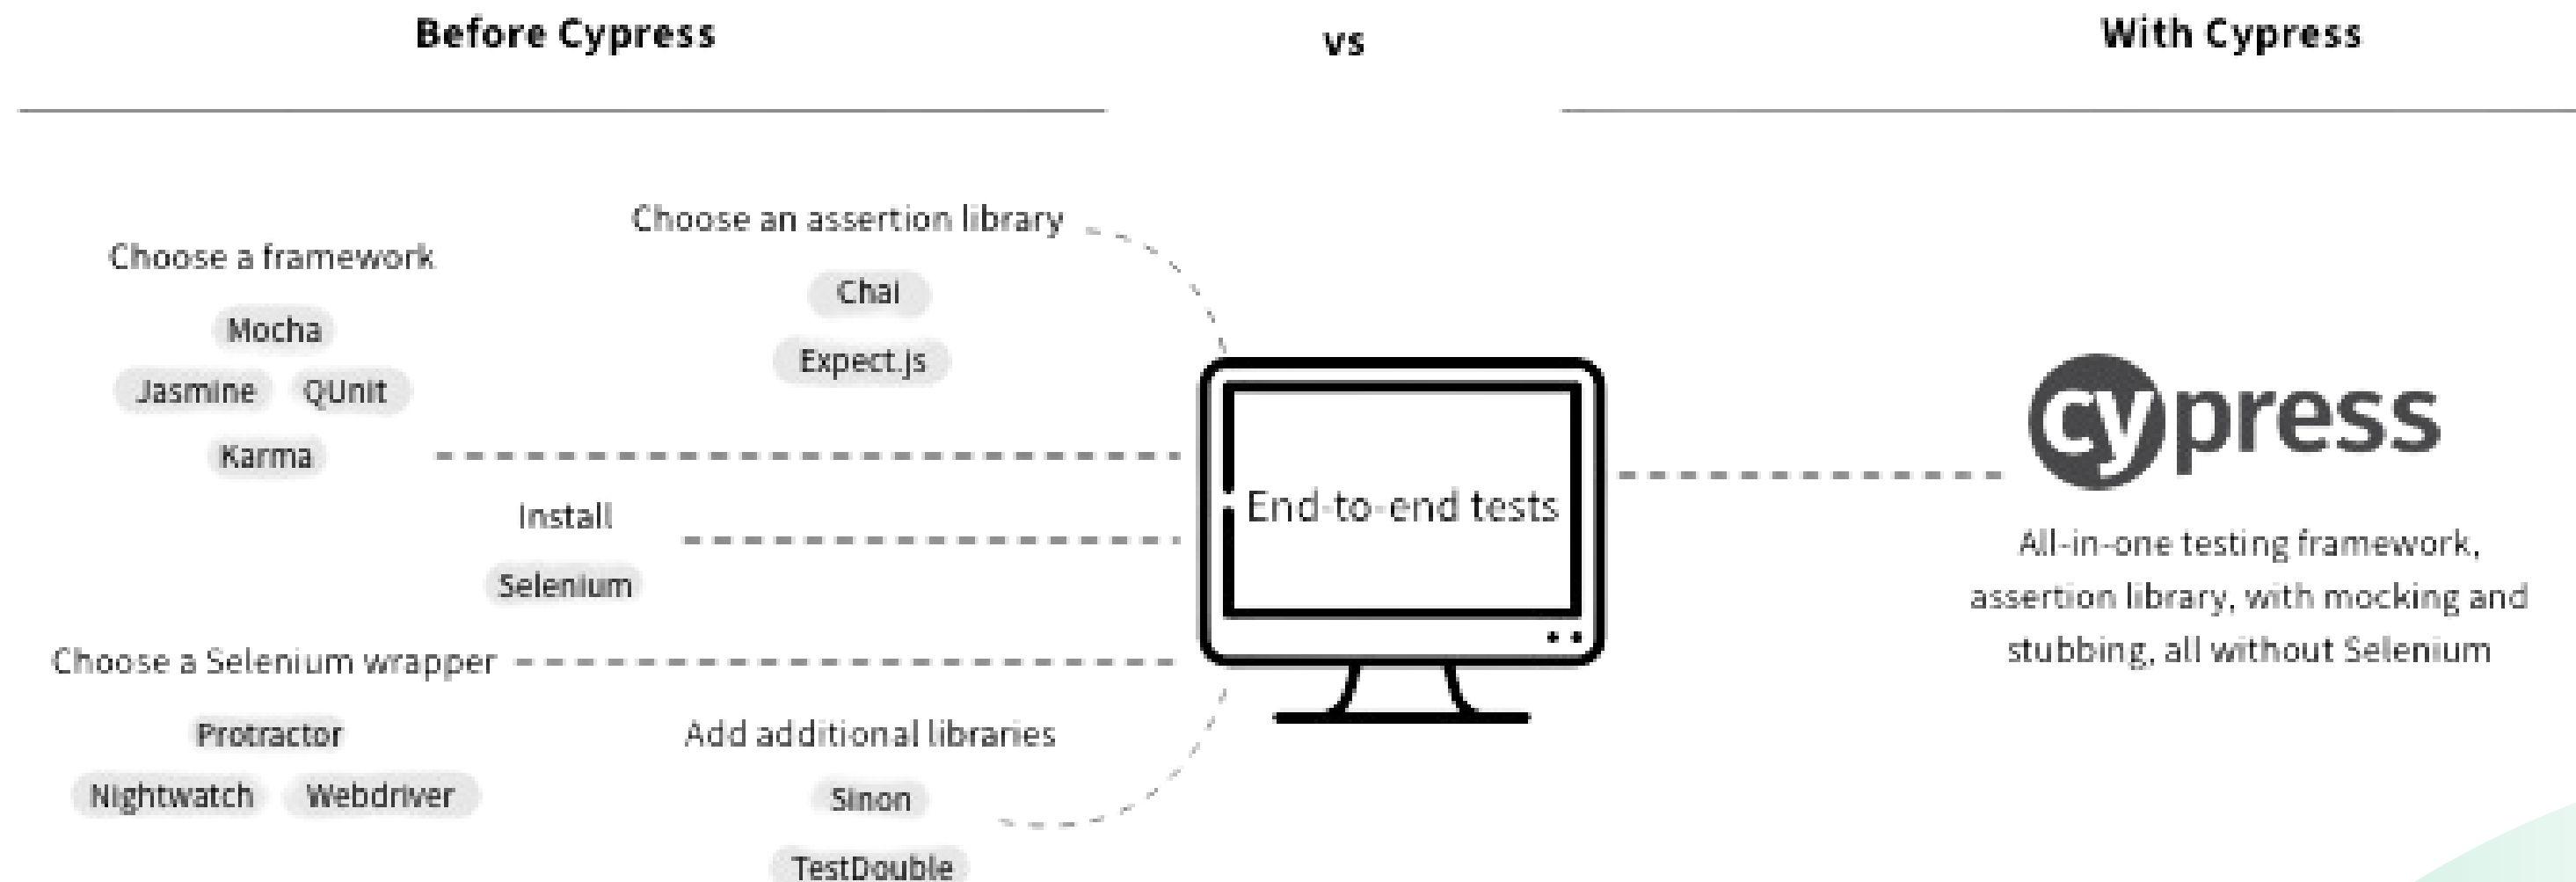 Before Cypress
vs
With Cypress
Choose an assertion library
Chai
Expect.js
Choose a framework
Mocha
Jasmine QUnit
Karma
Install
Selenium
Choose a Selenium wrapper
Protractor
Nightwatch Webdriver
Add additional libraries
Sinon
TestDouble
End-to-end tests
cypress
All-in-one testing framework,
assertion library, with mocking and
stubbing, all without Selenium